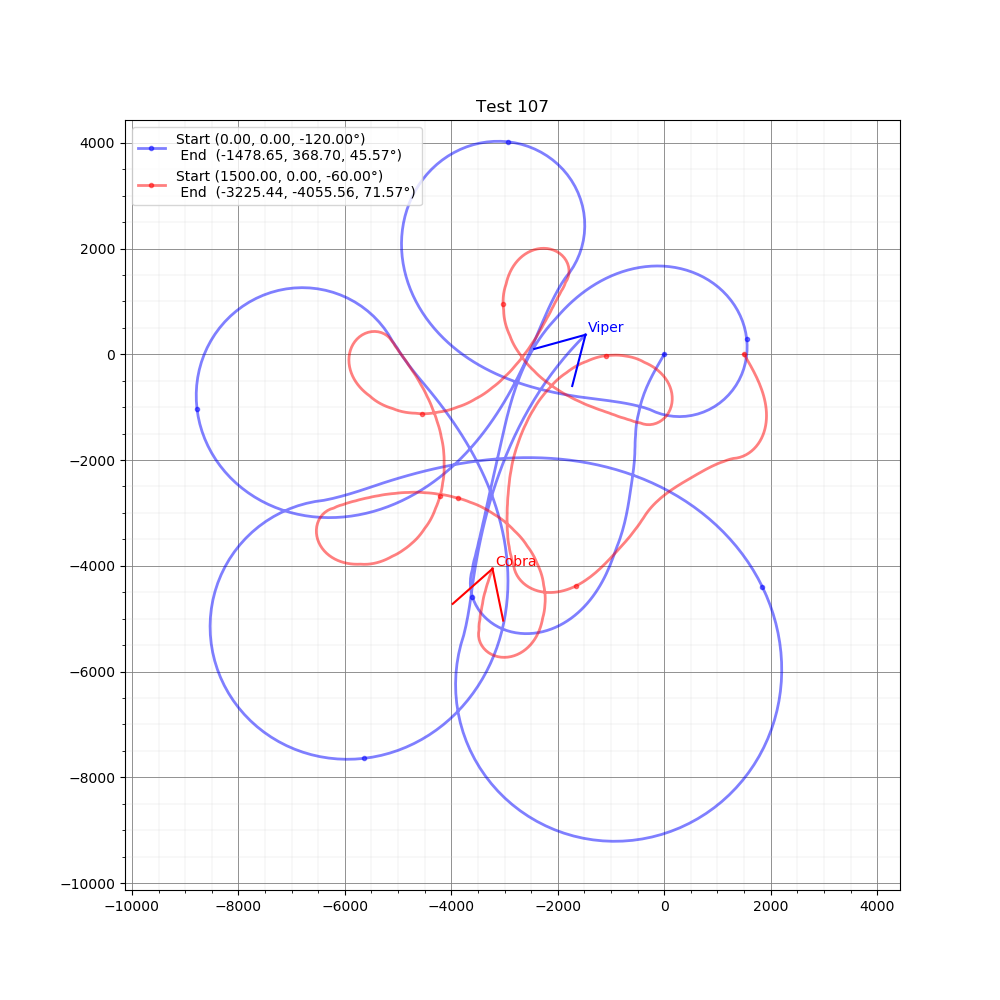 Test 107
Start (0.00, 0.00, -120.00°)
End (-1478.65, 368.70, 45.57°)
Start (1500.00, 0.00, -60.00°)
End (-3225.44, -4055.56, 71.57°)
4000
2000
0
−2000
−4000
−6000
−8000
−10000
Viper
Cobra
−10000 −8000 −6000 −4000 −2000 0 2000 4000